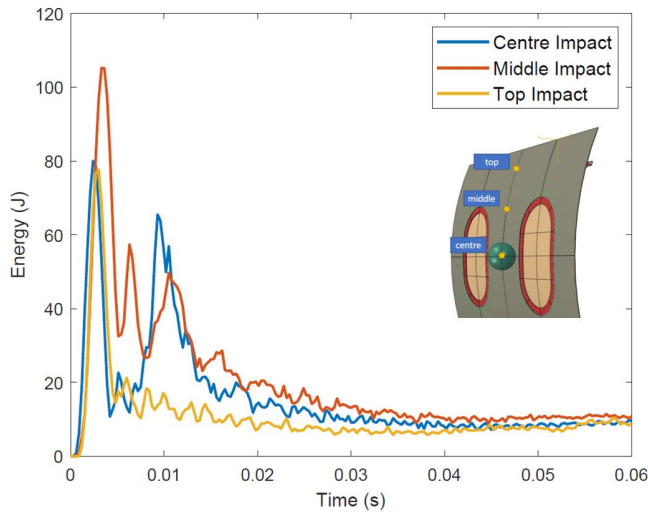 120
100
80
60
40
20
0
Energy (J)
0
0.01
0.02
0.03
0.04
0.05
0.06
Time (s)
Centre Impact
Middle Impact
Top Impact
top
middle
centre